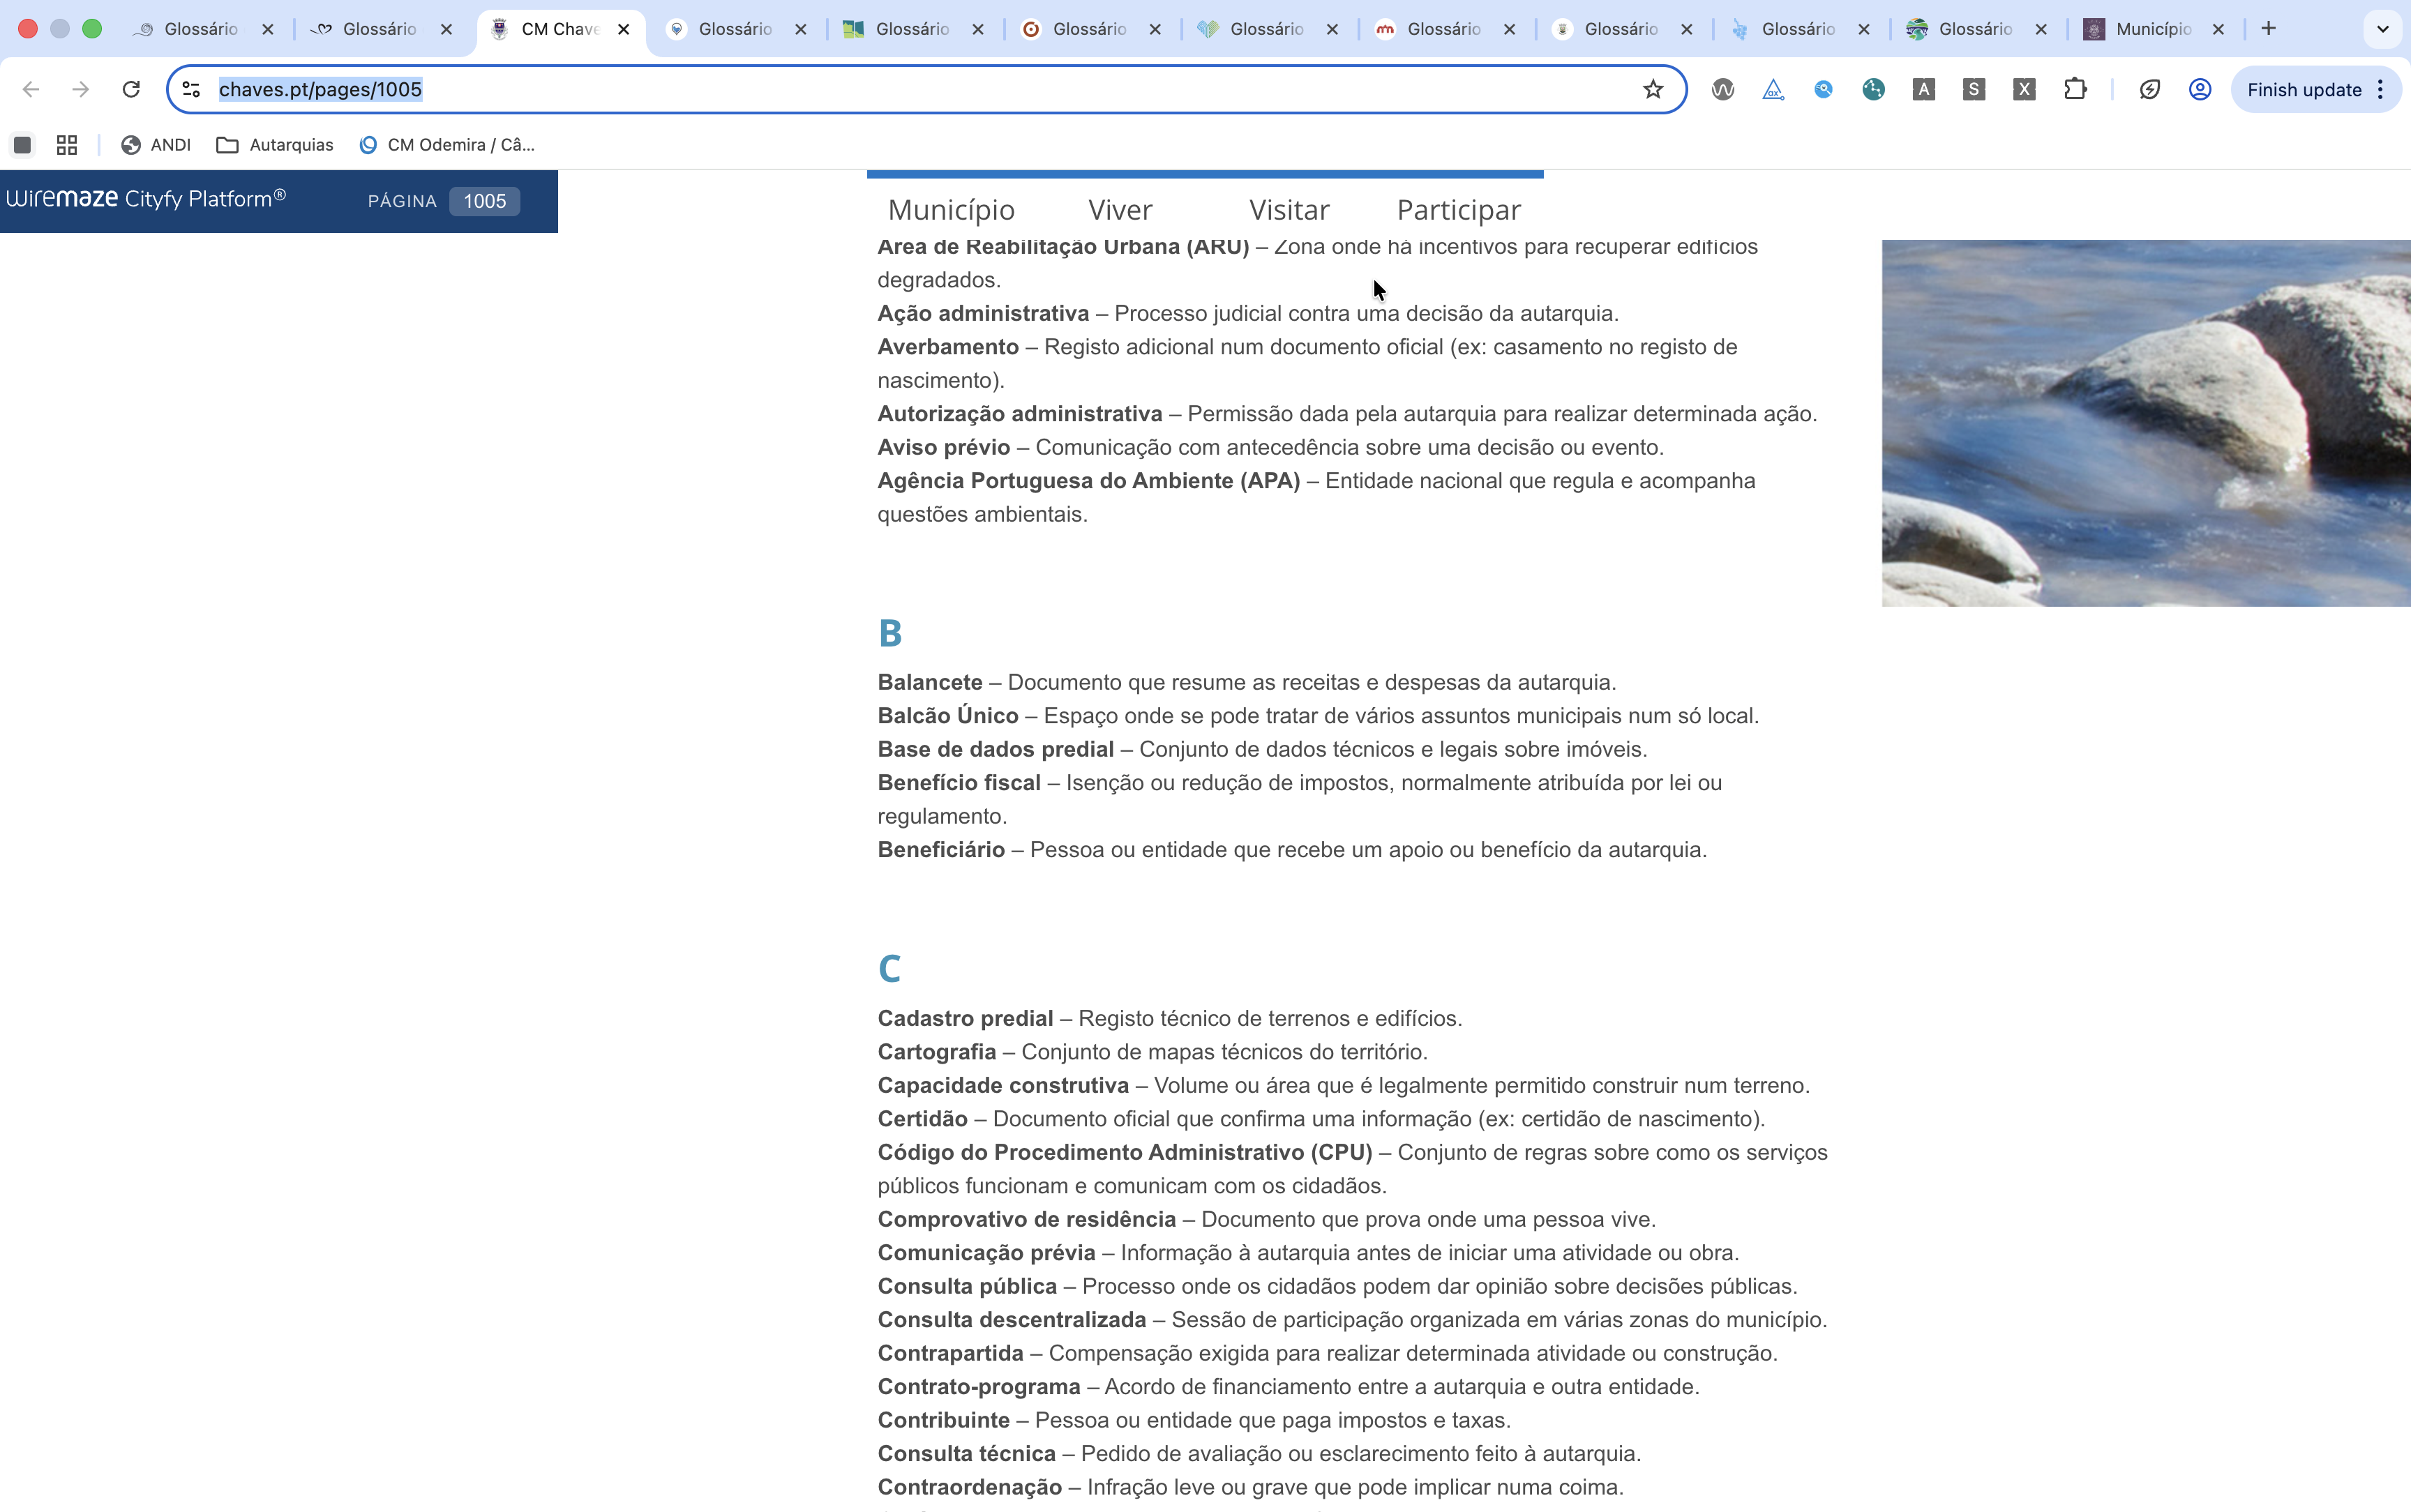 Glossário
Glossário
CM Chave
Glossário
Glossário
Glossário
Glossário
Glossário
Glossário
Glossário
Glossário
Município
chaves.pt/pages/1005
A
S
X
Finish update
ANDI
Autarquias
CM Odemira / Câ...
wiremaze Cityfy Platform®
PÁGINA 1005
Município Viver Visitar Participar
Área de Reabilitação Urbana (ARU) – Zona onde há incentivos para recuperar edifícios
degradados.
Ação administrativa – Processo judicial contra uma decisão da autarquia.
Averbamento – Registo adicional num documento oficial (ex: casamento no registo de
nascimento).
Autorização administrativa – Permissão dada pela autarquia para realizar determinada ação.
Aviso prévio – Comunicação com antecedência sobre uma decisão ou evento.
Agência Portuguesa do Ambiente (APA) – Entidade nacional que regula e acompanha
questões ambientais.
B
Balancete – Documento que resume as receitas e despesas da autarquia.
Balcão Único – Espaço onde se pode tratar de vários assuntos municipais num só local.
Base de dados predial – Conjunto de dados técnicos e legais sobre imóveis.
Benefício fiscal – Isenção ou redução de impostos, normalmente atribuída por lei ou
regulamento.
Beneficiário – Pessoa ou entidade que recebe um apoio ou benefício da autarquia.
C
Cadastro predial – Registo técnico de terrenos e edifícios.
Cartografia – Conjunto de mapas técnicos do território.
Capacidade construtiva – Volume ou área que é legalmente permitido construir num terreno.
Certidão – Documento oficial que confirma uma informação (ex: certidão de nascimento).
Código do Procedimento Administrativo (CPU) – Conjunto de regras sobre como os serviços
públicos funcionam e comunicam com os cidadãos.
Comprovativo de residência – Documento que prova onde uma pessoa vive.
Comunicação prévia – Informação à autarquia antes de iniciar uma atividade ou obra.
Consulta pública – Processo onde os cidadãos podem dar opinião sobre decisões públicas.
Consulta descentralizada – Sessão de participação organizada em várias zonas do município.
Contrapartida – Compensação exigida para realizar determinada atividade ou construção.
Contrato-programa – Acordo de financiamento entre a autarquia e outra entidade.
Contribuinte – Pessoa ou entidade que paga impostos e taxas.
Consulta técnica – Pedido de avaliação ou esclarecimento feito à autarquia.
Contraordenação – Infração leve ou grave que pode implicar numa coima.